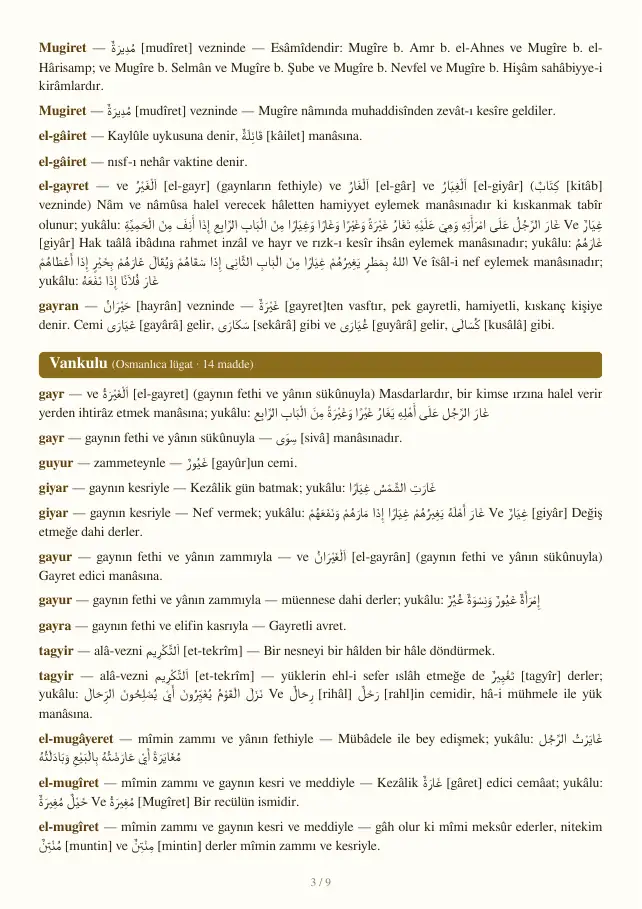 Mugiret — مُدِيرَةٌ [mudîret] vezninde — Esâmîdendir: Mugîre b. Amr b. el-Ahnes ve Mugîre b. el-
Hârisamp; ve Mugîre b. Selmân ve Mugîre b. Şube ve Mugîre b. Nevfel ve Mugîre b. Hişâm sahâbiyye-i
kirâmlardır.
Mugiret — مُدِيرَةٌ [mudîret] vezninde — Mugîre nâmında muhaddisînden zevât-ı kesîre geldiler.
el-gâiret — Kaylûle uykusuna denir, قَائِلَةٌ [kâilet] manâsına.
el-gâiret — nısf-ı nehâr vaktine denir.
el-gayret — ve اَلْغَيْرُ [el-gayr] (gaynların fethiyle) ve اَلْغَارُ [el-gâr] ve اَلْغِيَارُ [el-giyâr] (كِتَابٌ [kitâb]
vezninde) Nâm ve nâmûsa halel verecek hâletten hamiyyet eylemek manâsınadır ki kıskanmak tabîr
olunur; yukâlu: غَارَ الرَّجُلُ عَلَى امْرَأَتِهِ وَهِيَ عَلَيْهِ تَغَارُ غَيْرَةً وَغَيْرًا وَغَارًا وَغِيَارًا مِنَ الْبَابِ الرَّابِعِ إِذَا أَنِفَ مِنَ الْحَمِيَّةِ Ve غِيَارٌ
[giyâr] Hak taâlâ ibâdına rahmet inzâl ve hayr ve rızk-ı kesîr ihsân eylemek manâsınadır; yukâlu: غَارَهُمُ
اللهُ بِمَطَرٍ يَغِيرُهُمْ غِيَارًا مِنَ الْبَابِ الثَّانِي إِذَا سَقَاهُمْ وَيُقَالُ غَارَهُمْ بِخَيْرٍ إِذَا أَعْطَاهُمْ Ve îsâl-i nef eylemek manâsınadır;
yukâlu: غَارَ فُلَانًا إِذَا نَفَعَهُ
gayran — حَيْرَانُ [hayrân] vezninde — غَيْرَةٌ [gayret]ten vasftır, pek gayretli, hamiyetli, kıskanç kişiye
denir. Cemi غَيَارَى [gayârâ] gelir, سَكَارَى [sekârâ] gibi ve غُيَارَى [guyârâ] gelir, كُسَالَى [kusâlâ] gibi.
Vankulu (Osmanlıca lügat · 14 madde)
gayr — ve اَلْغَيْرَةُ [el-gayret] (gaynın fethi ve yânın sükûnuyla) Masdarlardır, bir kimse ırzına halel verir
yerden ihtirâz etmek manâsına; yukâlu: غَارَ الرَّجُلُ عَلَى أَهْلِهِ يَغَارُ غَيْرًا وَغَيْرَةً مِنَ الْبَابِ الرَّابِعِ
gayr — gaynın fethi ve yânın sükûnuyla — سِوَى [sivâ] manâsınadır.
guyur — zammeteynle — غَيُورٌ [gayûr]un cemi.
giyar — gaynın kesriyle — Kezâlik gün batmak; yukâlu: غَارَتِ الشَّمْسُ غِيَارًا
giyar — gaynın kesriyle — Nef vermek; yukâlu: غَارَ أَهْلَهُ يَغِيرُهُمْ غِيَارًا إِذَا مَارَهُمْ وَنَفَعَهُمْ Ve غِيَارٌ [giyâr] Değiş
etmeğe dahi derler.
gayur — gaynın fethi ve yânın zammıyla — ve اَلْغَيْرَانُ [el-gayrân] (gaynın fethi ve yânın sükûnuyla)
Gayret edici manâsına.
gayur — gaynın fethi ve yânın zammıyla — müennese dahi derler; yukâlu: إِمْرَأَةٌ غَيُورٌ وَنِسْوَةٌ غُيُرٌ
gayra — gaynın fethi ve elifin kasrıyla — Gayretli avret.
tagyir — alâ-vezni اَلتَّكْرِيم [et-tekrîm] — Bir nesneyi bir hâlden bir hâle döndürmek.
tagyir — alâ-vezni اَلتَّكْرِيم [et-tekrîm] — yüklerin ehl-i sefer ıslâh etmeğe de تَغْيِيرٌ [tagyîr] derler;
yukâlu: نَزَلَ الْقَوْمُ يُغَيِّرُونَ أَيْ يُصْلِحُونَ الرِّحَالَ Ve رِحَالٌ [rihâl] رَحْلٌ [rahl]in cemidir, hâ-i mühmele ile yük
manâsına.
el-mugâyeret — mîmin zammı ve yânın fethiyle — Mübâdele ile bey edişmek; yukâlu: غَايَرْتُ الرَّجُلَ
مُغَايَرَةً أَيْ عَارَضْتُهُ بِالْبَيْعِ وَبَادَلْتُهُ
el-mugîret — mîmin zammı ve gaynın kesri ve meddiyle — Kezâlik غَارَةٌ [gâret] edici cemâat; yukâlu:
خَيْلٌ مُغِيرَةٌ Ve مُغِيرَةُ [Mugîret] Bir recülün ismidir.
el-mugîret — mîmin zammı ve gaynın kesri ve meddiyle — gâh olur ki mîmi meksûr ederler, nitekim
مُنْتِنٌ [muntin] ve مِنْتِنٌ [mintin] derler mîmin zammı ve kesriyle.
3 / 9